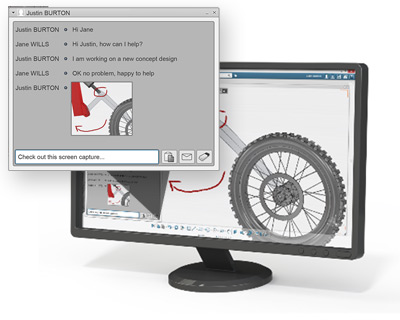 Justin BURTON
Justin BURTON Hi Jane
Jane WILLS Hi Justin, how can I help?
Justin BURTON I am working on a new concept design
Jane WILLS OK no problem, happy to help
Justin BURTON
Check out this screen capture...